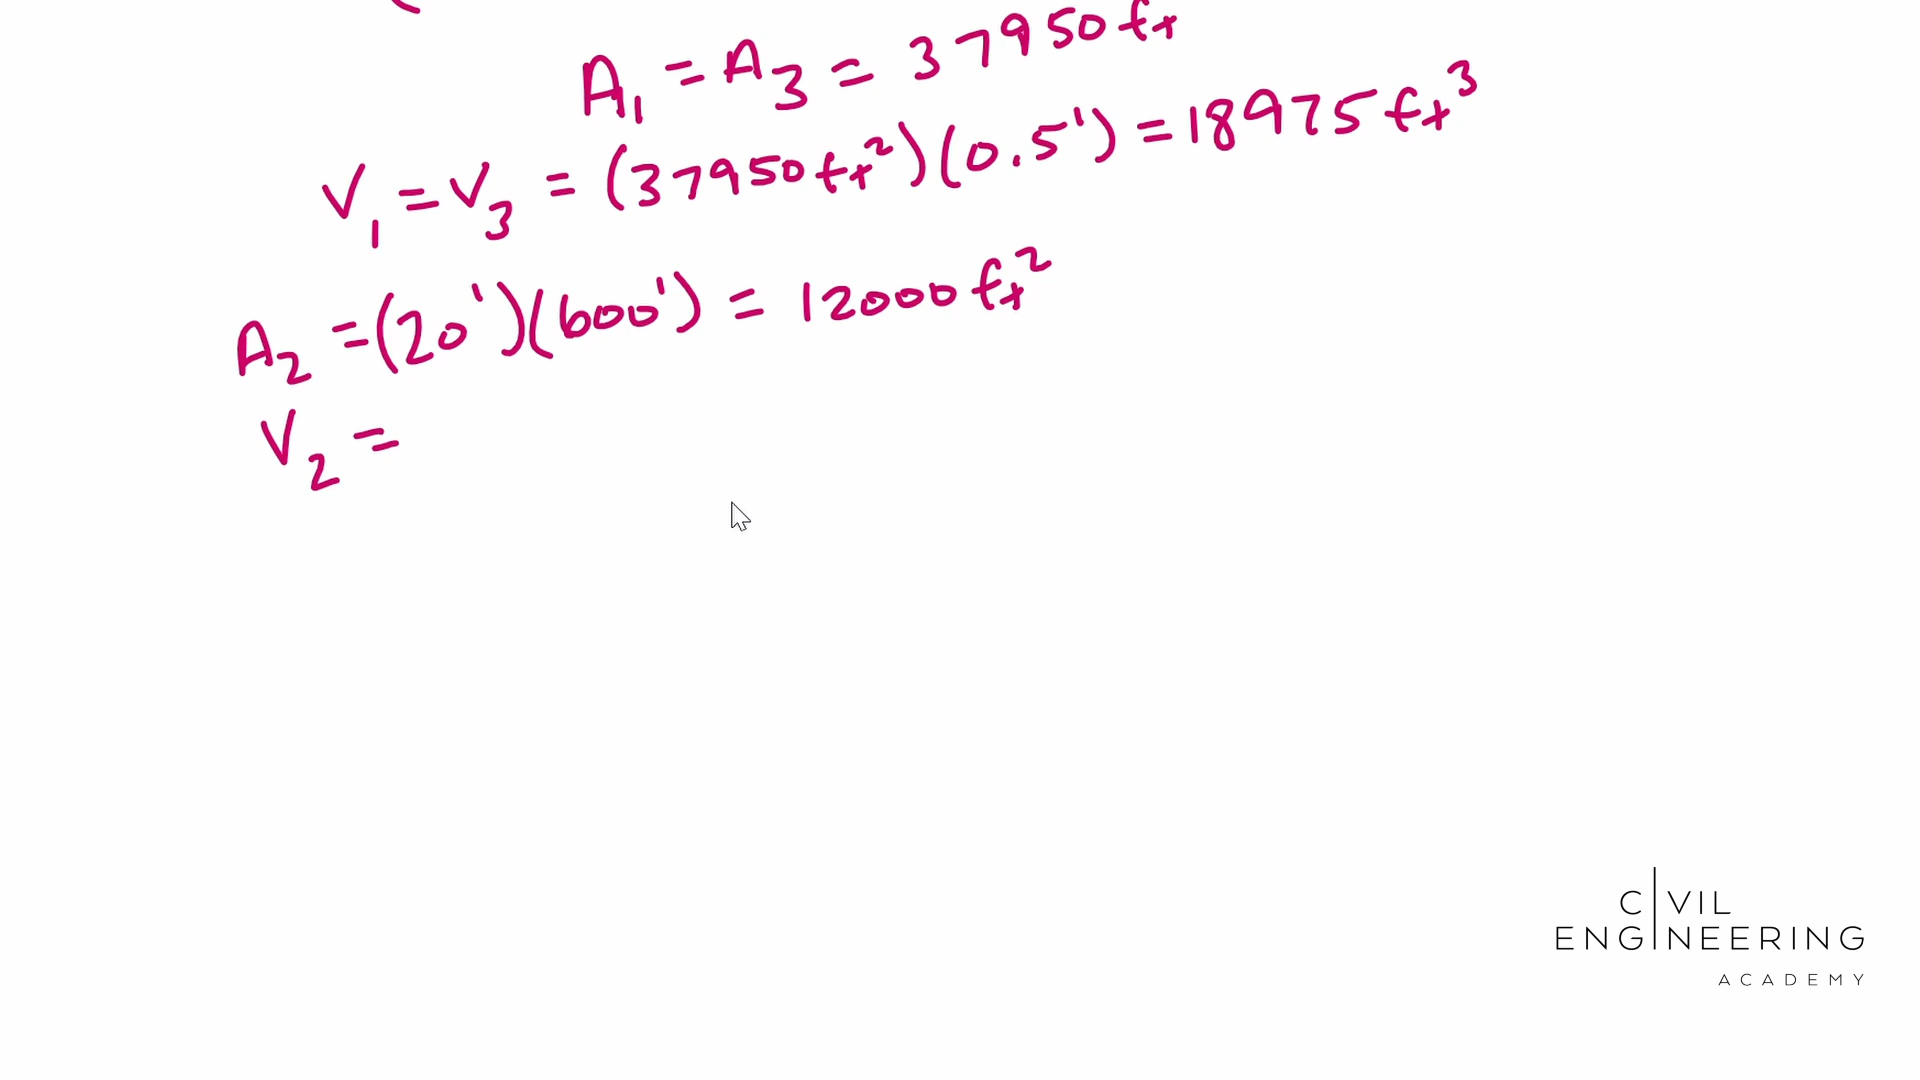 A₁ = A₃ = 37950 ft
V₁ = V₃ = (37950 ft²)(0.5') = 18975 ft³
A₂ = (20')(600') = 12000 ft²
V₂ =
CIVIL
ENGINEERING
ACADEMY